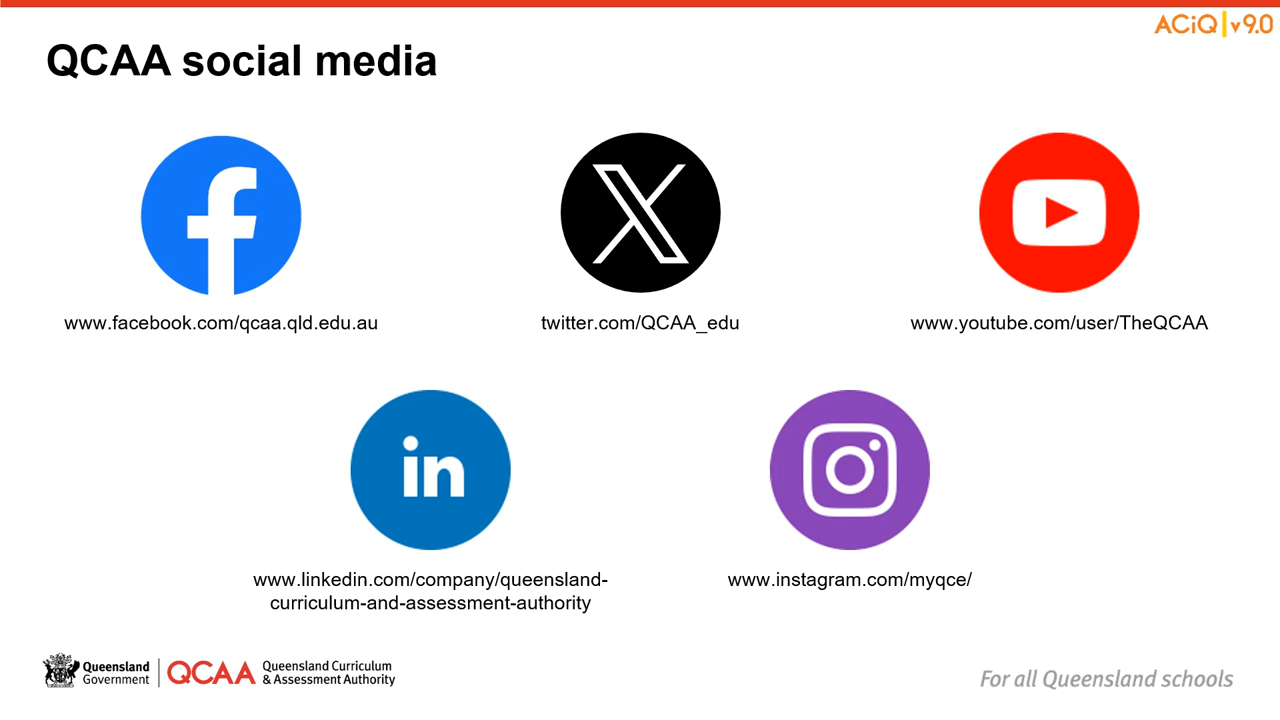 ACiQ | v9.0
QCAA social media
www.facebook.com/qcaa.qld.edu.au
twitter.com/QCAA_edu
www.youtube.com/user/TheQCAA
in
www.linkedin.com/company/queensland-
curriculum-and-assessment-authority
www.instagram.com/myqce/
Queensland
Government
QCAA
Queensland Curriculum
& Assessment Authority
For all Queensland schools